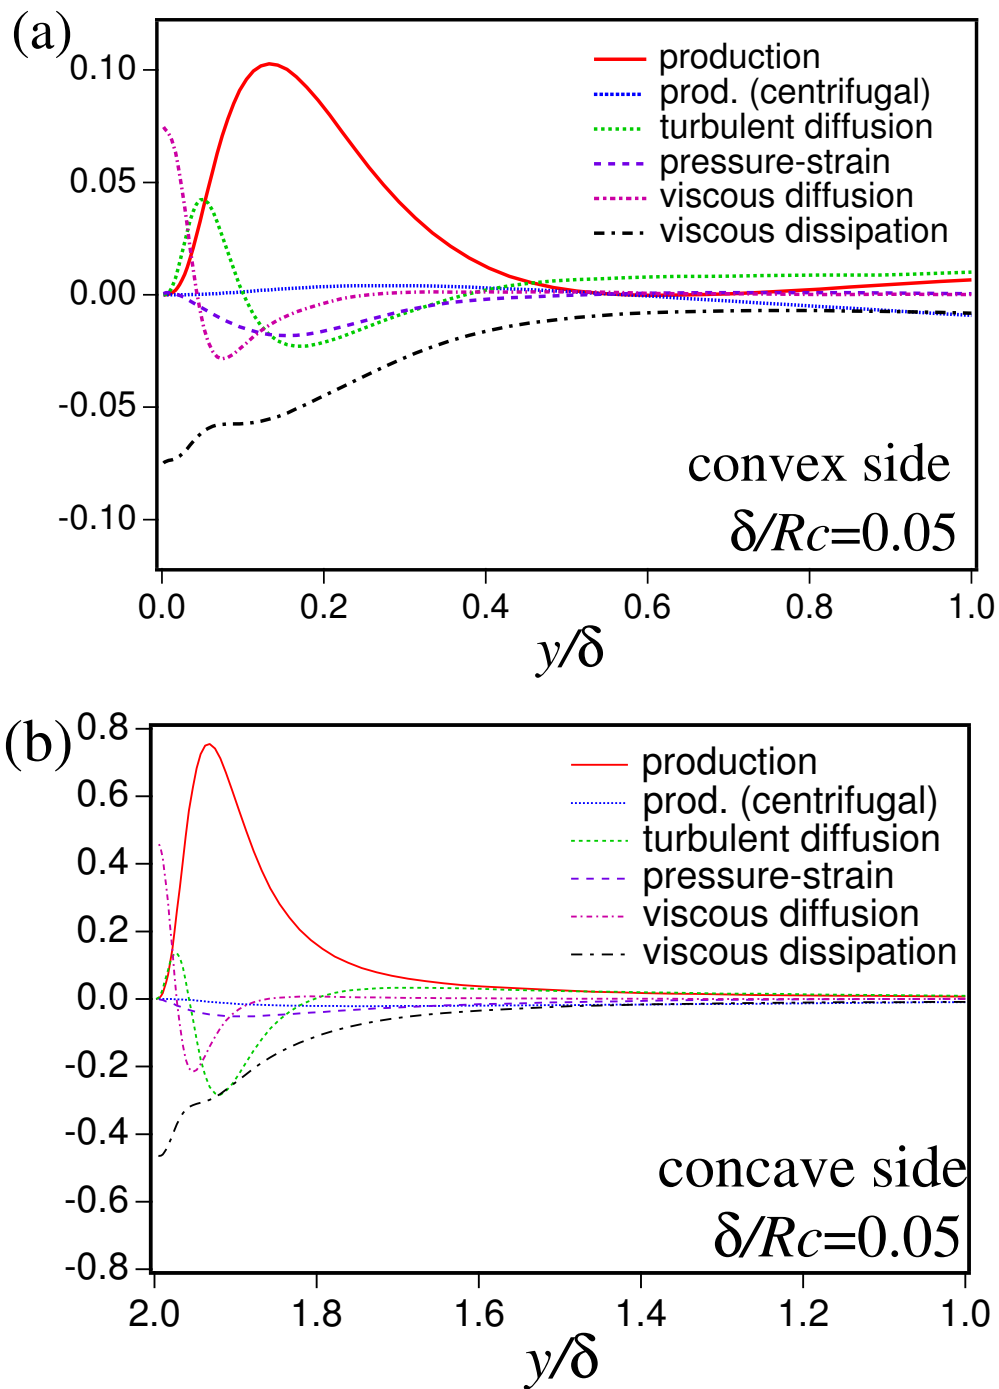 (a)
0.10
0.05
0.00
-0.05
-0.10
production
prod. (centrifugal)
turbulent diffusion
pressure-strain
viscous diffusion
viscous dissipation
convex side
δ/Rc=0.05
0.0 0.2 0.4 0.6 0.8 1.0
y/δ
(b)
0.8
0.6
0.4
0.2
0.0
-0.2
-0.4
-0.6
-0.8
production
prod. (centrifugal)
turbulent diffusion
pressure-strain
viscous diffusion
viscous dissipation
concave side
δ/Rc=0.05
2.0 1.8 1.6 1.4 1.2 1.0
y/δ